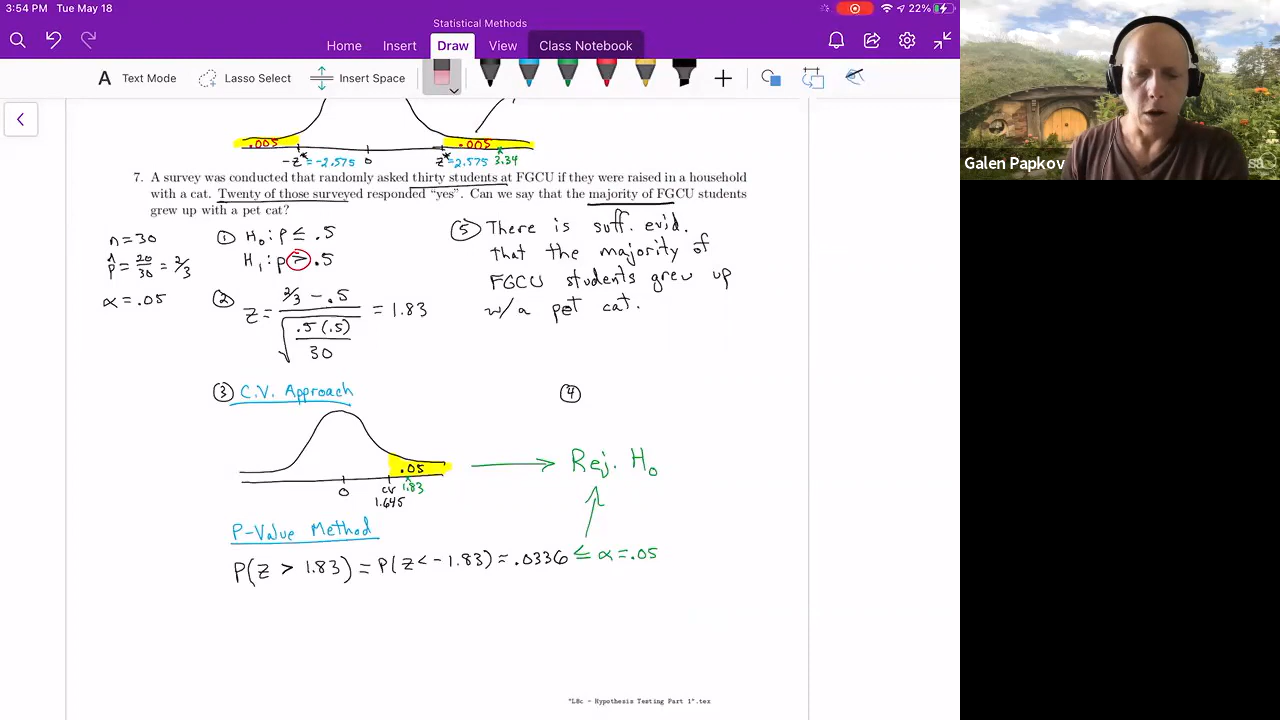 3:54 PM Tue May 18
22%
Statistical Methods
Home Insert Draw View Class Notebook
A Text Mode Lasso Select Insert Space
.005 .005
-z*=-2.575 0 z*=2.575 3.34
7. A survey was conducted that randomly asked thirty students at FGCU if they were raised in a household
with a cat. Twenty of those surveyed responded “yes”. Can we say that the majority of FGCU students
grew up with a pet cat?
n=30
p̂=20/30=2/3
α=.05
① H₀: p ≤ .5
H₁: p > .5
② z = (2/3 - .5) / √(.5(.5)/30) = 1.83
⑤ There is suff. evid.
that the majority of
FGCU students grew up
w/ a pet cat.
③ C.V. Approach
④
.05
0 CV 1.83
1.645
Rej. H₀
P-Value Method
P(z > 1.83) = P(z < -1.83) = .0336 ≤ α = .05
"L8c - Hypothesis Testing Part 1".tex
Galen Papkov